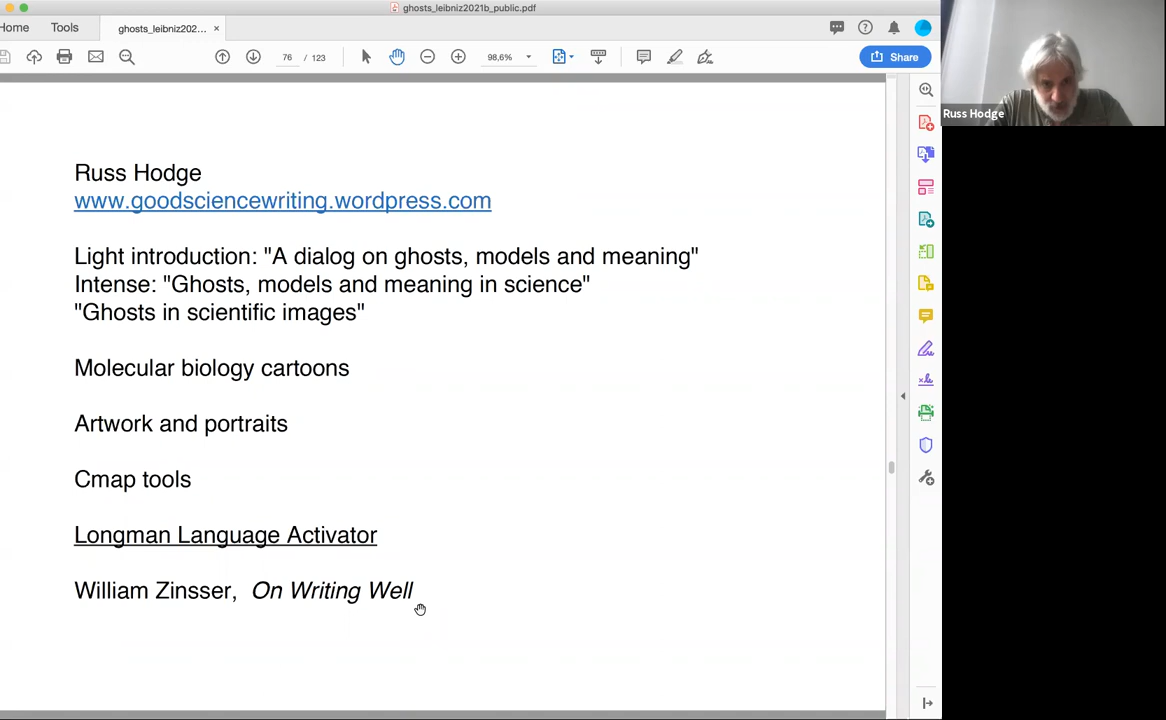 ghosts_leibniz2021b_public.pdf
Home
Tools
ghosts_leibniz202... ×
76 / 123
98,6%
Share
Russ Hodge
Russ Hodge
www.goodsciencewriting.wordpress.com
Light introduction: "A dialog on ghosts, models and meaning"
Intense: "Ghosts, models and meaning in science"
"Ghosts in scientific images"
Molecular biology cartoons
Artwork and portraits
Cmap tools
Longman Language Activator
William Zinsser, On Writing Well